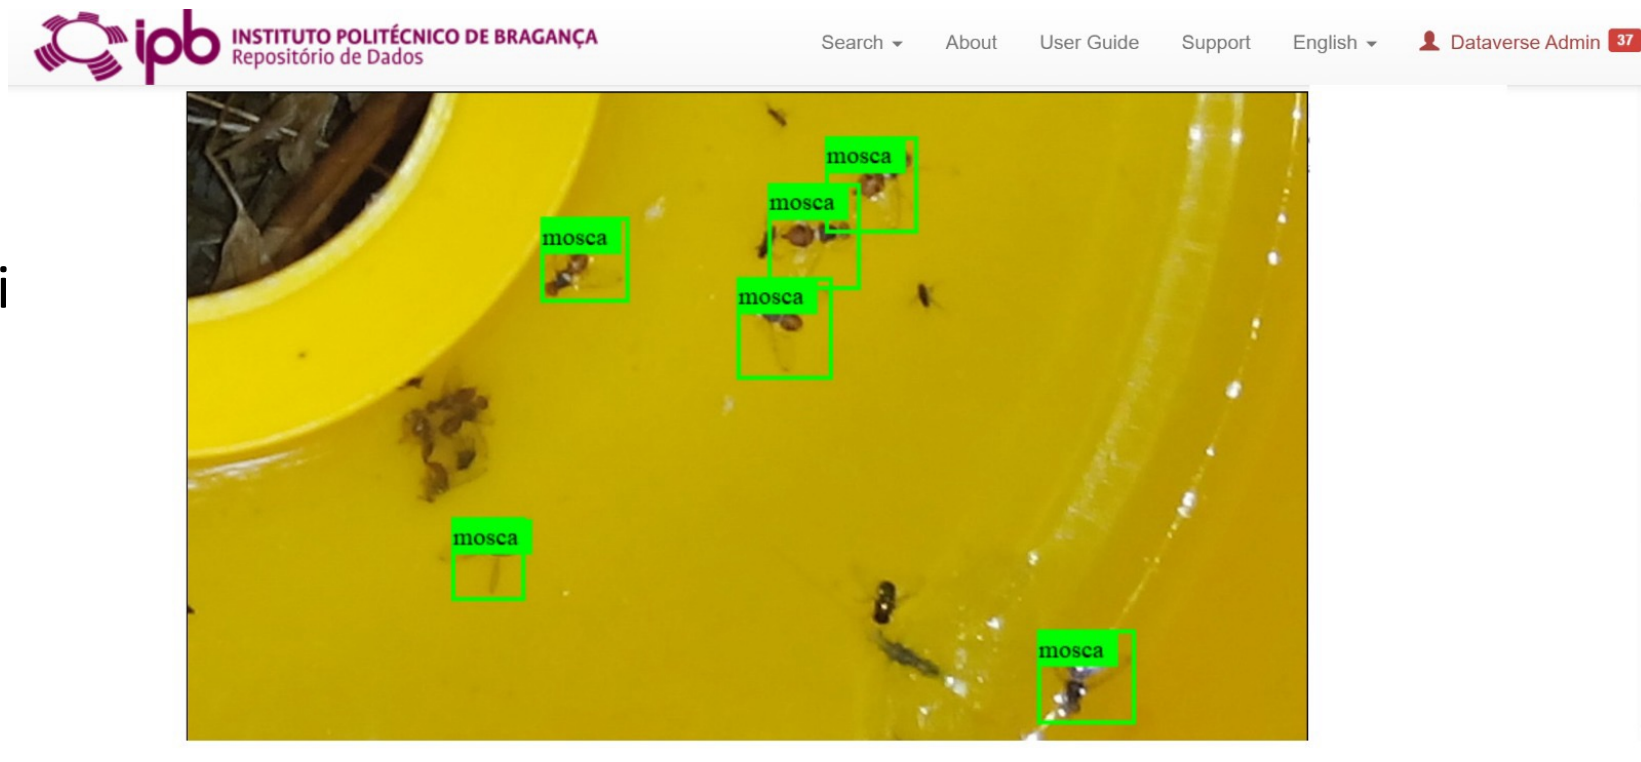 ipb INSTITUTO POLITÉCNICO DE BRAGANÇA
Repositório de Dados
Search About User Guide Support English Dataverse Admin 37
i
mosca
mosca
mosca
mosca
mosca
mosca